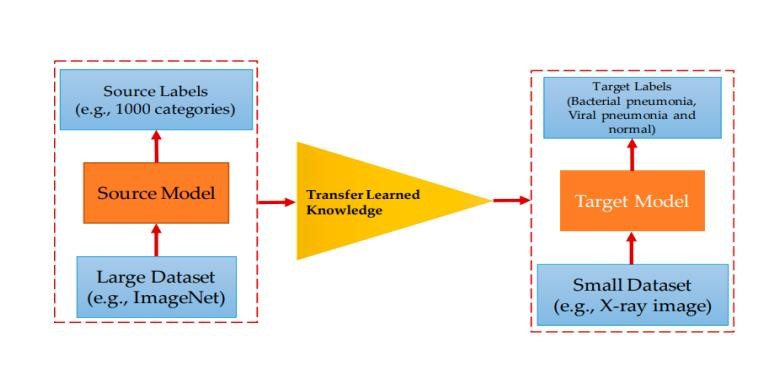 Source Labels
(e.g., 1000 categories)
Source Model
Large Dataset
(e.g., ImageNet)
Transfer Learned
Knowledge
Target Labels
(Bacterial pneumonia,
Viral pneumonia and
normal)
Target Model
Small Dataset
(e.g., X-ray image)